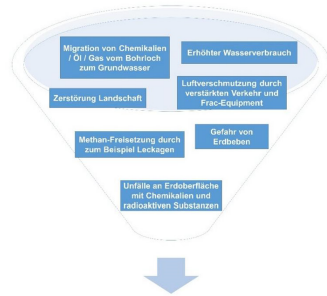 Migration von Chemikalien
/ Öl / Gas vom Bohrloch
zum Grundwasser
Erhöhter Wasserverbrauch
Zerstörung Landschaft
Luftverschmutzung durch
verstärkten Verkehr und
Frac-Equipment
Methan-Freisetzung durch
zum Beispiel Leckagen
Gefahr von
Erdbeben
Unfälle an Erdoberfläche
mit Chemikalien und
radioaktiven Substanzen